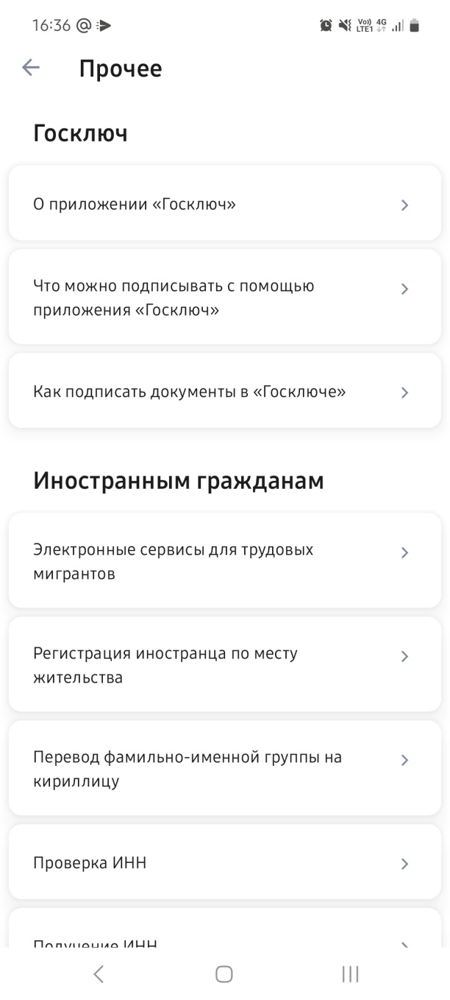 16:36
Vo)) 4G
LTE1
Прочее
Госключ
О приложении «Госключ»
Что можно подписывать с помощью
приложения «Госключ»
Как подписать документы в «Госключе»
Иностранным гражданам
Электронные сервисы для трудовых
мигрантов
Регистрация иностранца по месту
жительства
Перевод фамильно-именной группы на
кириллицу
Проверка ИНН
Получение ИНН